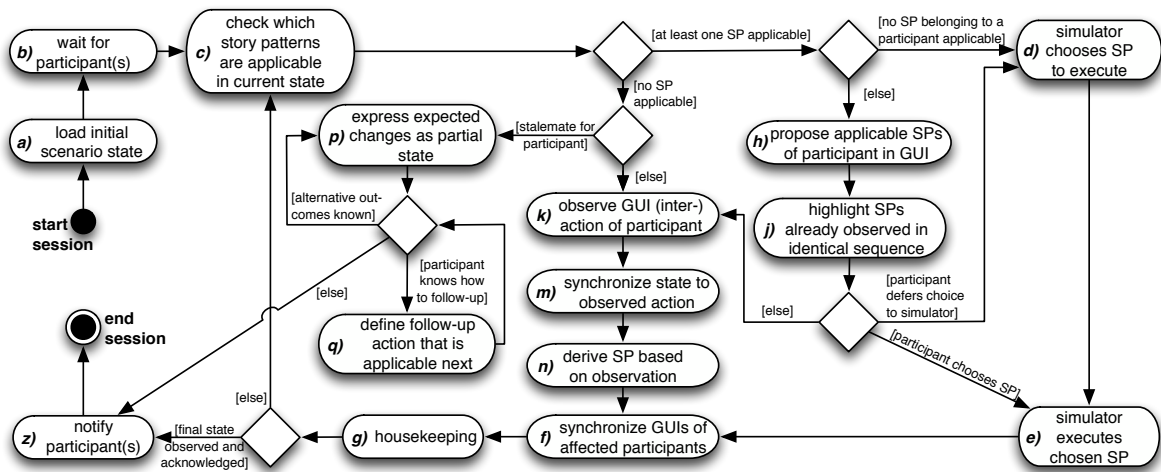 b)
wait for
participant(s)
c)
check which
story patterns
are applicable
in current state
[at least one SP applicable]
[no SP belonging to a
participant applicable]
d)
simulator
chooses SP
to execute
[no SP
applicable]
[else]
a)
load initial
scenario state
p)
express expected
changes as partial
state
[stalemate for
participant]
h)
propose applicable SPs
of participant in GUI
[else]
[alternative out-
comes known]
k)
observe GUI (inter-)
action of participant
j)
highlight SPs
already observed in
identical sequence
start
session
[participant
knows how
to follow-up]
m)
synchronize state to
observed action
[else]
[participant
defers choice
to simulator]
[else]
end
session
q)
define follow-up
action that is
applicable next
n)
derive SP based
on observation
[participant chooses SP]
[else]
z)
notify
participant(s)
[final state
observed and
acknowledged]
g)
housekeeping
f)
synchronize GUIs of
affected participants
e)
simulator
executes
chosen SP